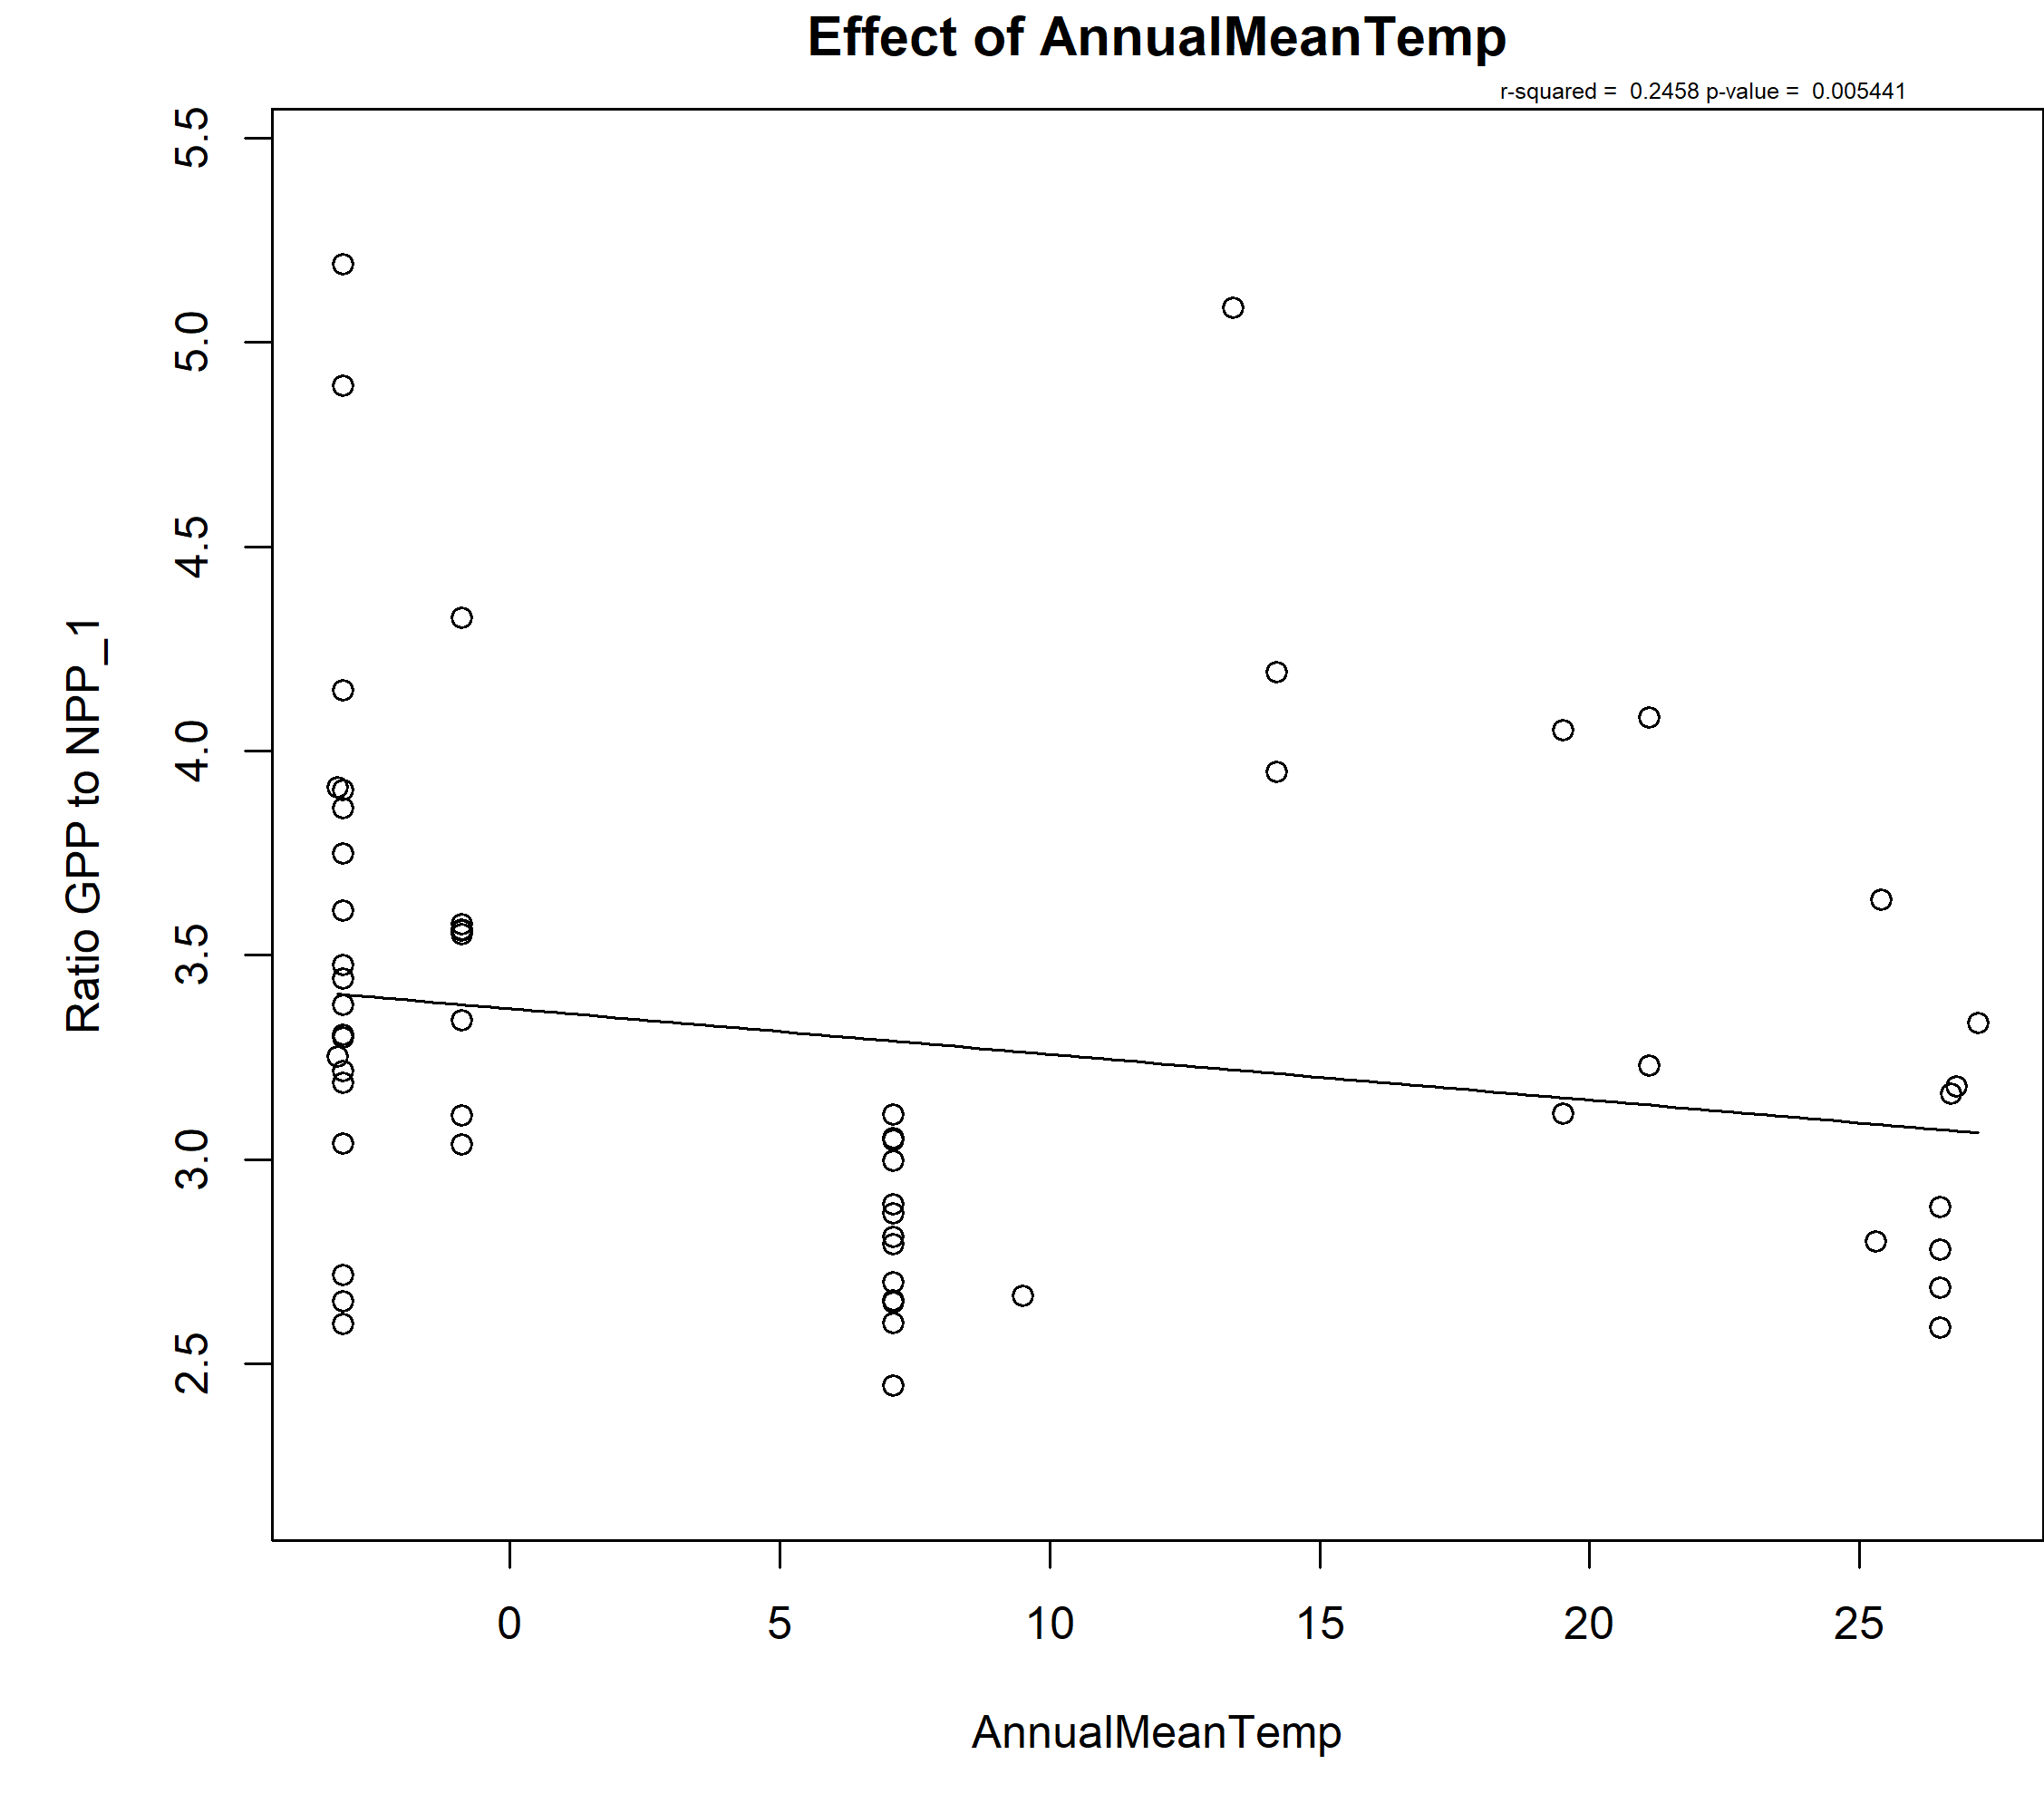 Effect of AnnualMeanTemp
r-squared =  0.2458 p-value =  0.005441
5.5
5.0
4.5
4.0
3.5
3.0
2.5
Ratio GPP to NPP_1
0 5 10 15 20 25
AnnualMeanTemp